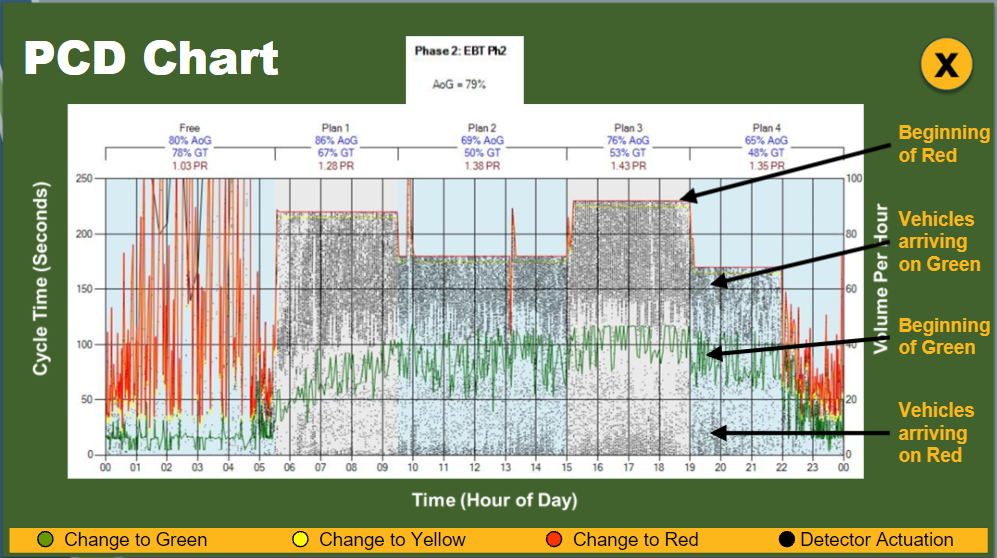 PCD Chart
Phase 2: EBT Ph2
AoG = 79%
X
Free
80% AoG
78% GT
1.03 PR
Plan 1
86% AoG
67% GT
1.28 PR
Plan 2
69% AoG
50% GT
1.38 PR
Plan 3
76% AoG
53% GT
1.43 PR
Plan 4
65% AoG
48% GT
1.35 PR
Beginning
of Red
Vehicles
arriving
on Green
Beginning
of Green
Vehicles
arriving
on Red
Cycle Time (Seconds)
250
200
150
100
50
0
100
80
60
40
20
0
Volume Per Hour
00 01 02 03 04 05 06 07 08 09 10 11 12 13 14 15 16 17 18 19 20 21 22 23 00
Time (Hour of Day)
Change to Green Change to Yellow Change to Red Detector Actuation